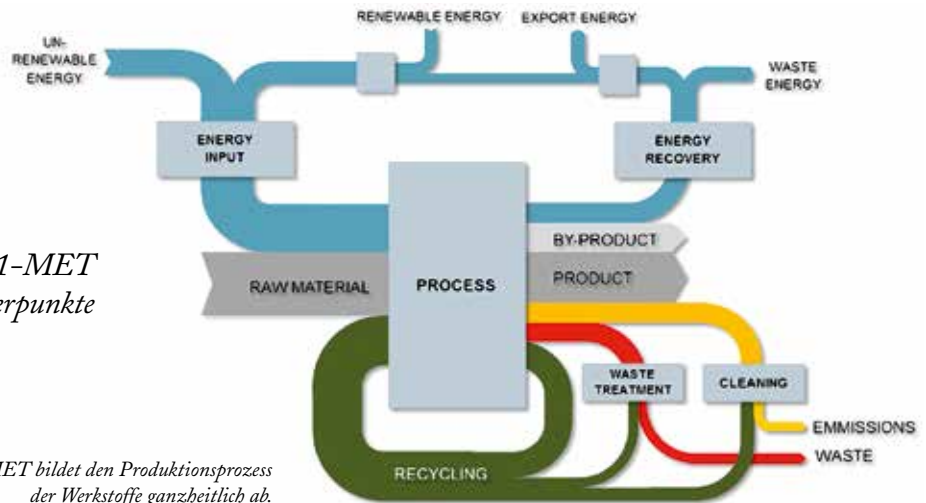 RENEWABLE ENERGY
EXPORT ENERGY
UN-
RENEWABLE
ENERGY
WASTE
ENERGY
ENERGY
INPUT
ENERGY
RECOVERY
BY-PRODUCT
1-MET
erpunkte
RAW MATERIAL
PROCESS
PRODUCT
WASTE
TREATMENT
CLEANING
EMMISSIONS
WASTE
RECYCLING
MET bildet den Produktionsprozess
der Werkstoffe ganzheitlich ab.